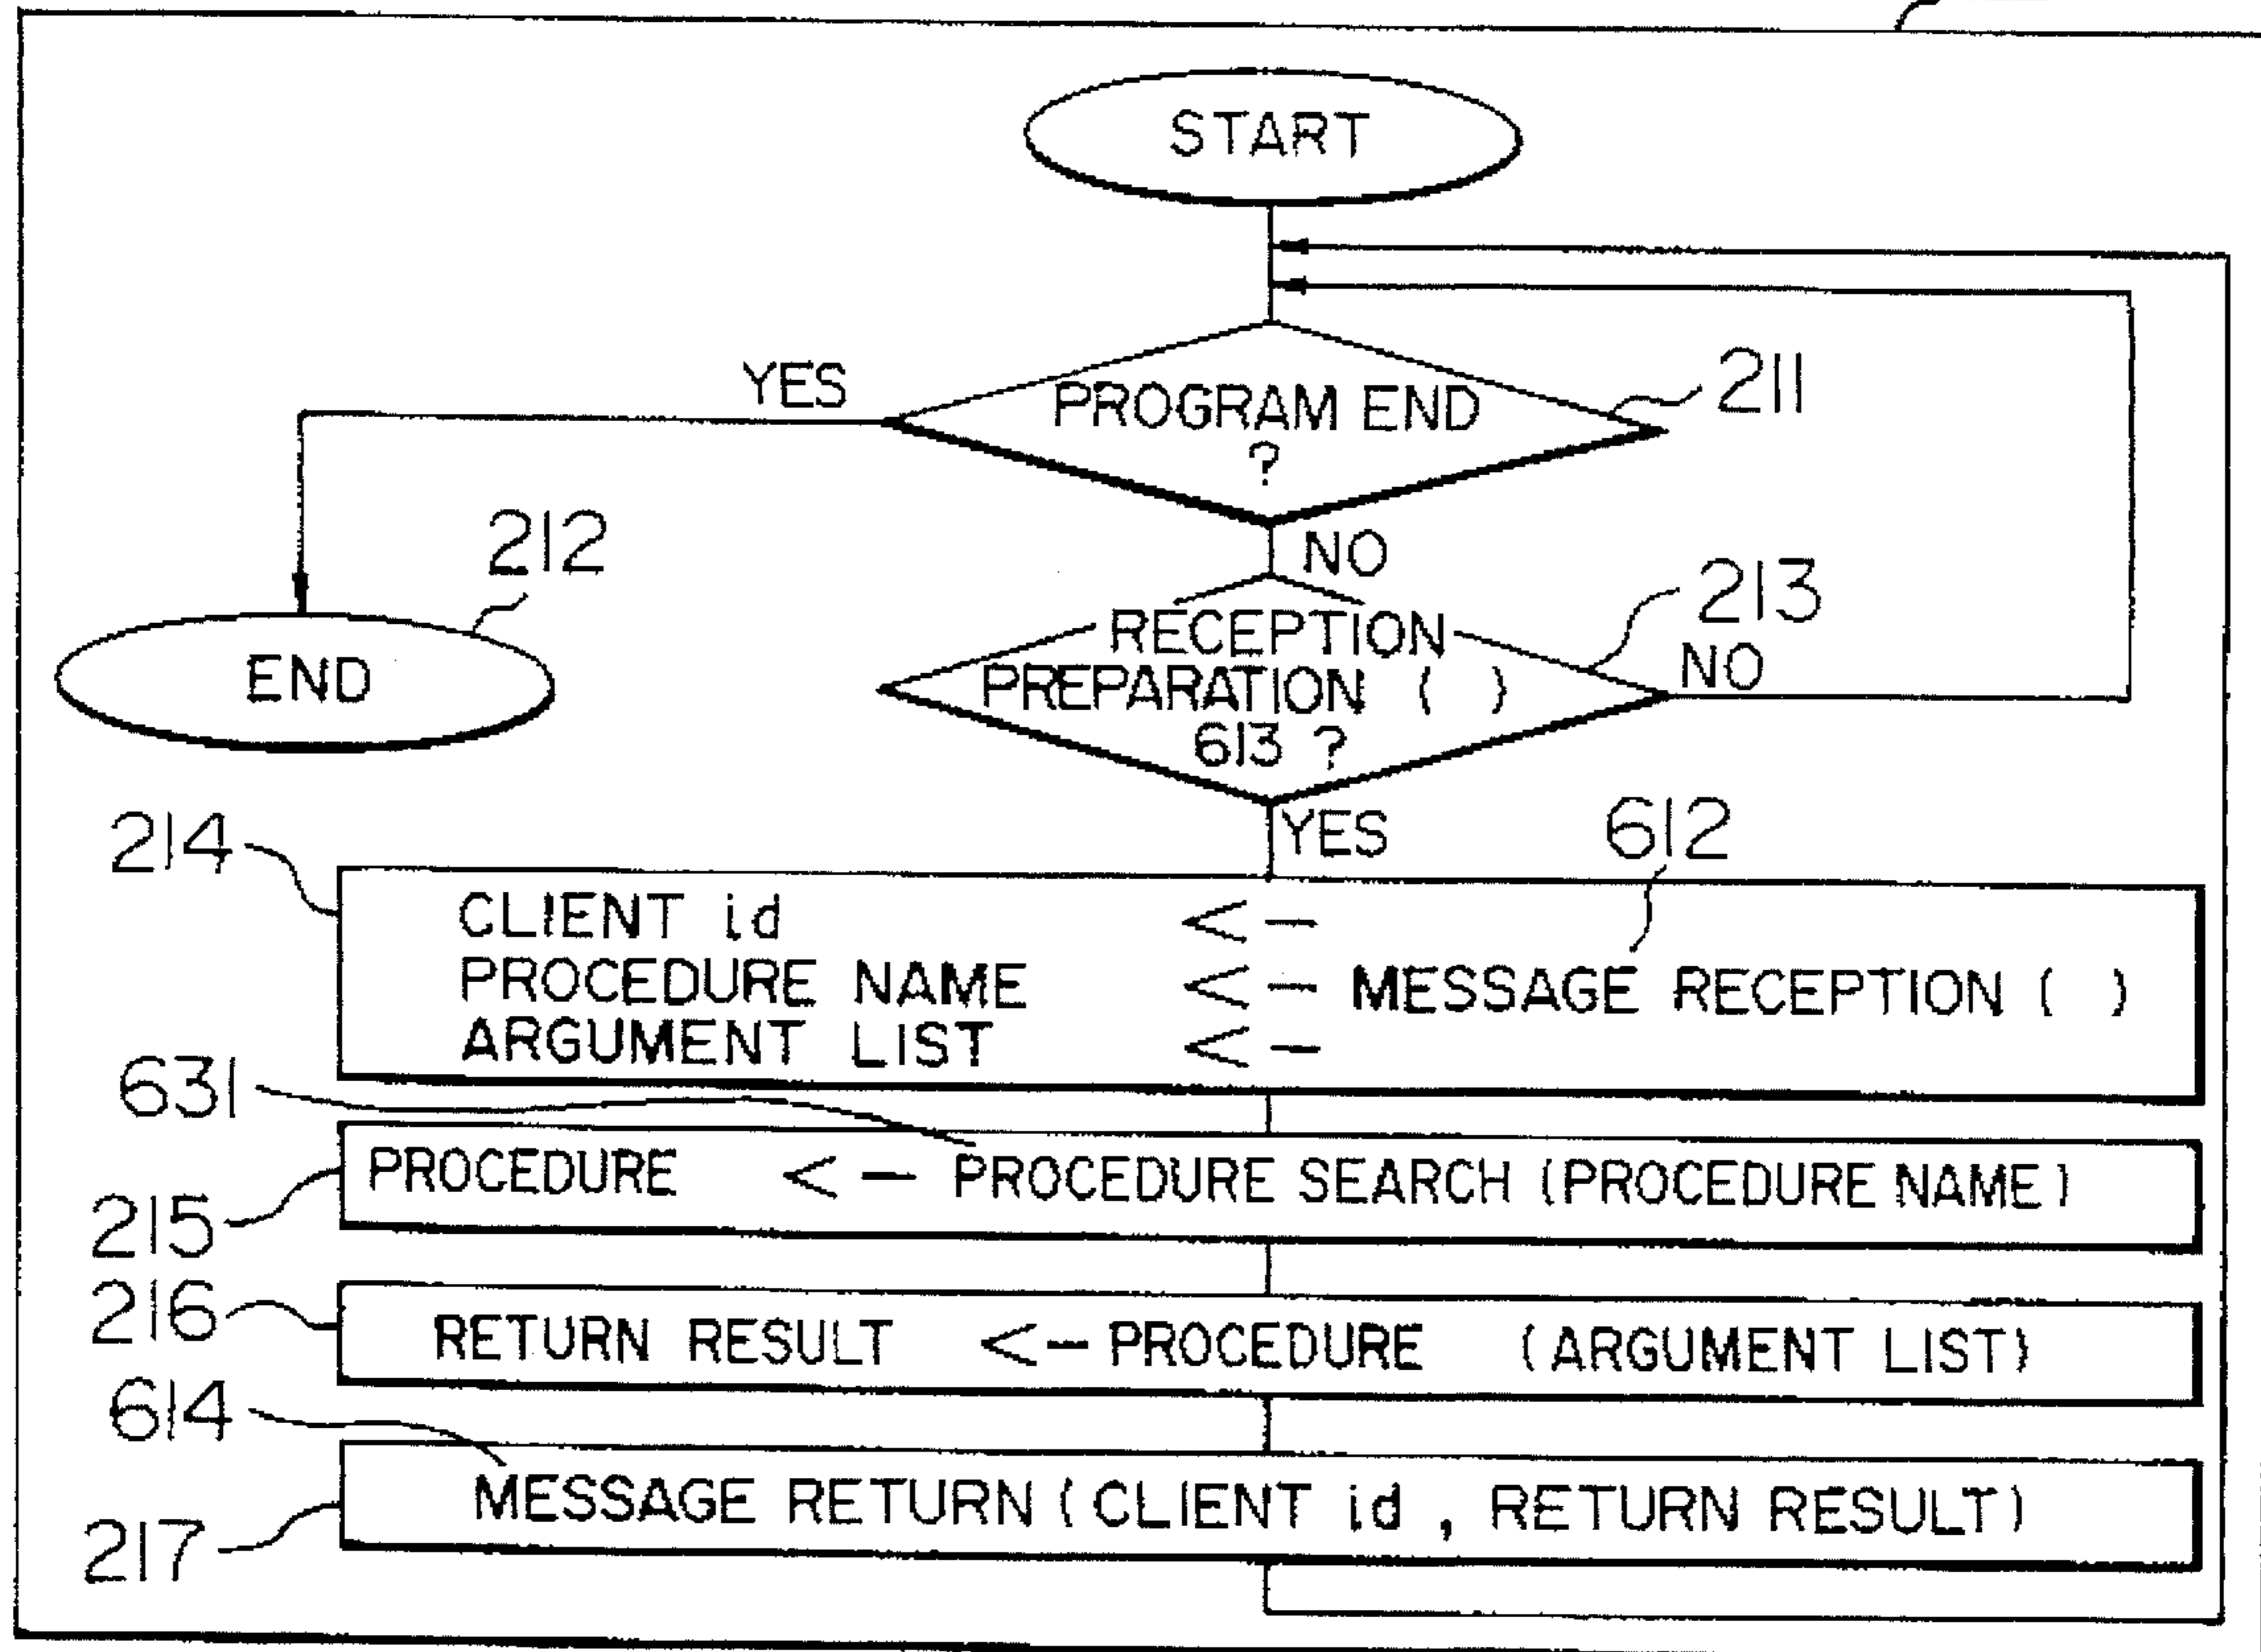 START
YES
PROGRAM END
?
211
NO
212
END
RECEPTION
PREPARATION ( )
613 ?
213
NO
YES
214
612
CLIENT id <-
PROCEDURE NAME <- MESSAGE RECEPTION ( )
ARGUMENT LIST <-
631
PROCEDURE <- PROCEDURE SEARCH (PROCEDURE NAME)
215
216
RETURN RESULT <- PROCEDURE (ARGUMENT LIST)
614
MESSAGE RETURN (CLIENT id , RETURN RESULT)
217